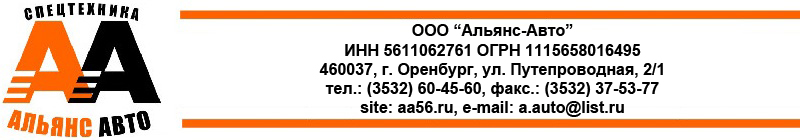 СПЕЦТЕХНИКА
АА
АЛЬЯНС АВТО
ООО “Альянс-Авто”
ИНН 5611062761 ОГРН 1115658016495
460037, г. Оренбург, ул. Путепроводная, 2/1
тел.: (3532) 60-45-60, факс.: (3532) 37-53-77
site: aa56.ru, e-mail: a.auto@list.ru